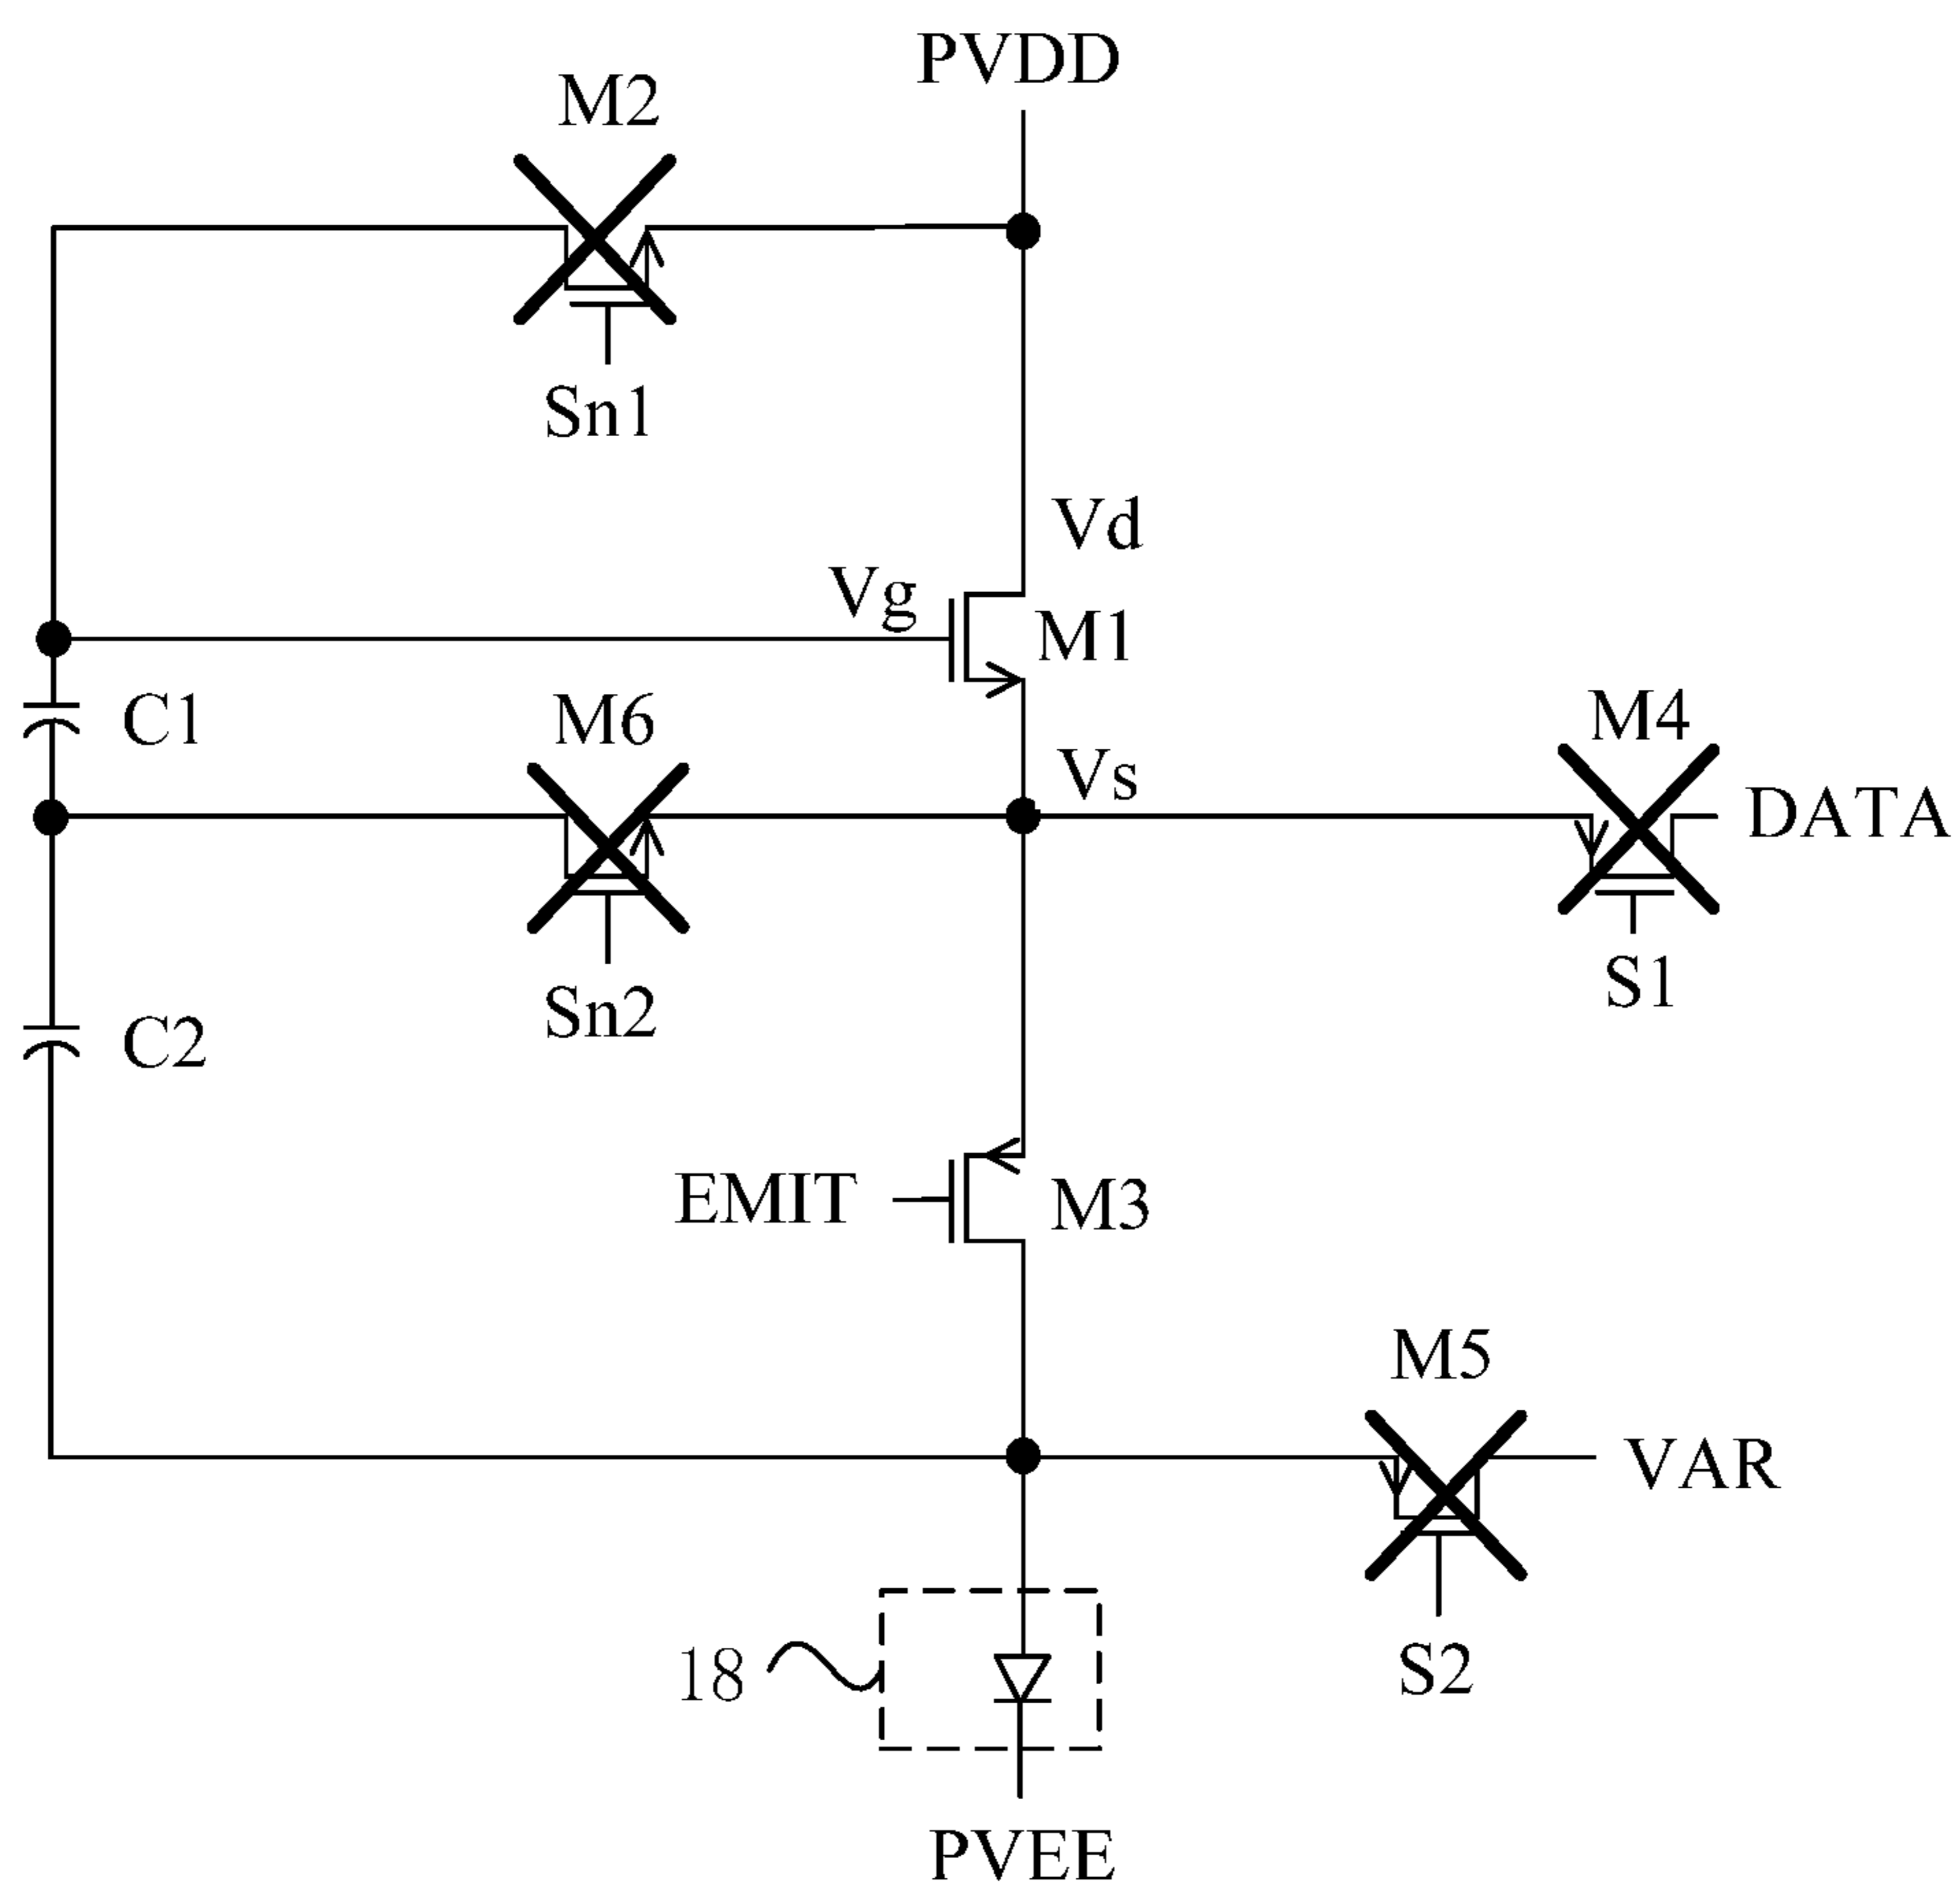 PVDD
M2
Sn1
Vd
Vg
M1
C1
M6
Vs
M4
DATA
Sn2
S1
C2
EMIT
M3
M5
VAR
18
S2
PVEE